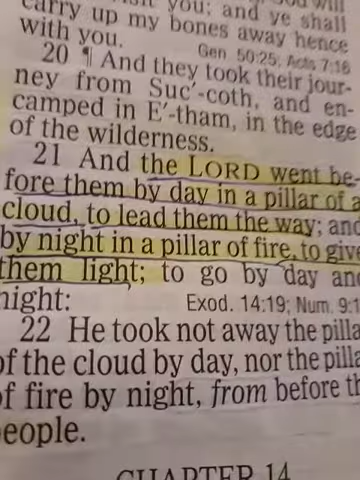 you; and ye shall
carry up my bones away hence
with you. Gen 50:25, Acts 7:16
20 ¶ And they took their jour-
ney from Suc′-coth, and en-
camped in E′-tham, in the edge
of the wilderness.
21 And the LORD went be-
fore them by day in a pillar of a
cloud, to lead them the way; and
by night in a pillar of fire, to give
them light; to go by day and
night: Exod. 14:19; Num. 9:1
22 He took not away the pilla
of the cloud by day, nor the pilla
of fire by night, from before th
people.
CHAPTER 14